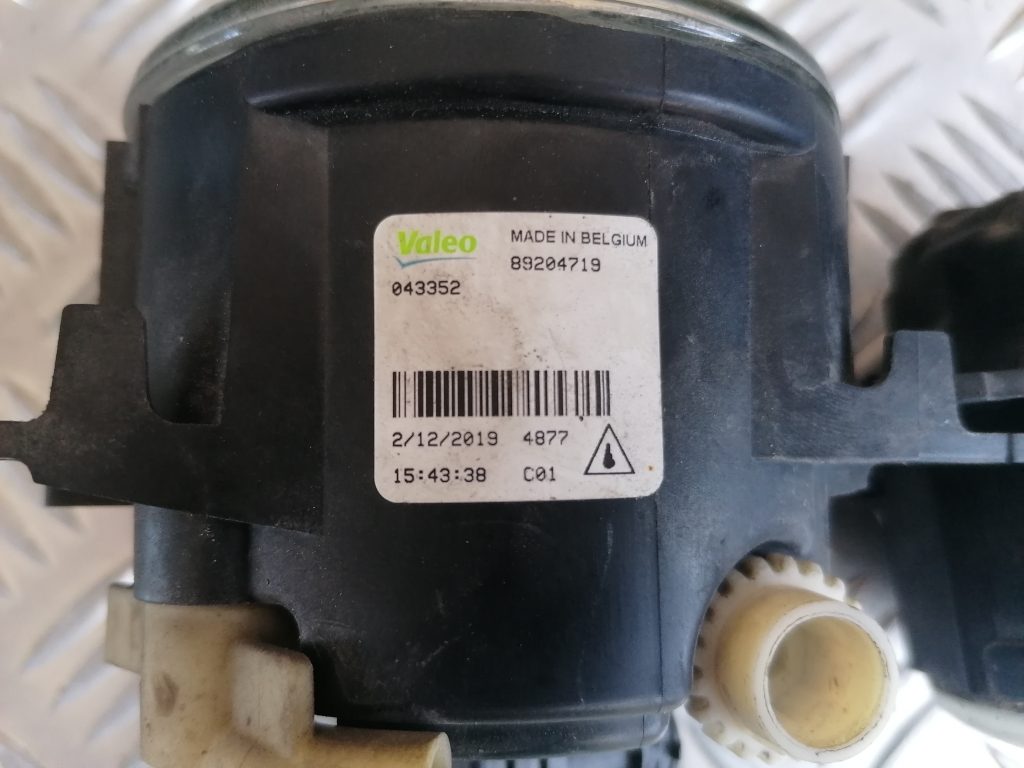 Valeo MADE IN BELGIUM
89204719
043352
2/12/2019 4877
15:43:38 C01